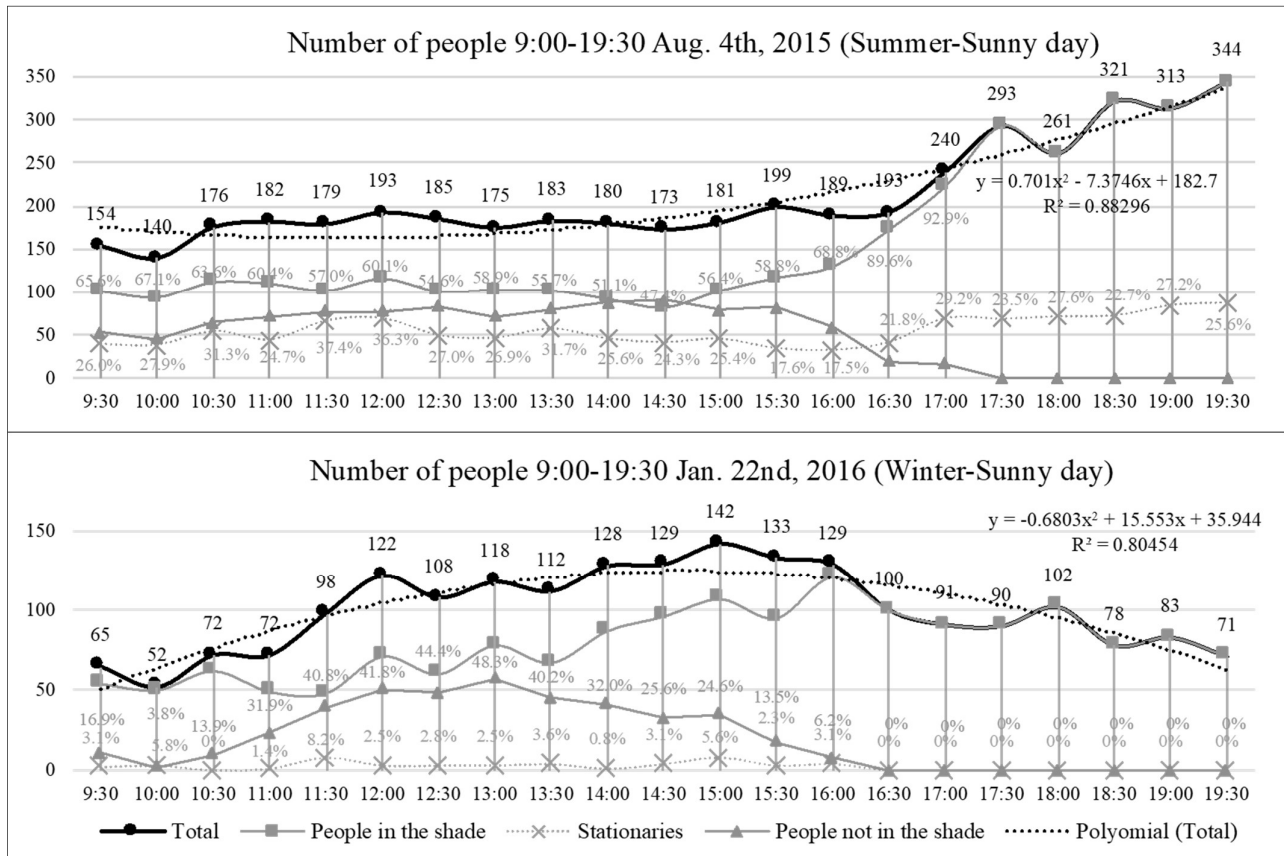 Number of people 9:00-19:30 Aug. 4th, 2015 (Summer-Sunny day)
350
300
250
200
150
100
50
0
154 140 176 182 179 193 185 175 183 180 173 181 199 189 193 240 293 261 321 313 344
y = 0.701x² - 7.3746x + 182.7
R² = 0.88296
65.6% 67.1% 63.6% 60.4% 57.0% 60.1% 54.6% 58.9% 55.7% 51.1% 56.4% 58.8% 68.8% 89.6% 92.9%
26.0% 27.9% 31.3% 24.7% 37.4% 36.3% 27.0% 26.9% 31.7% 25.6% 24.3% 25.4% 17.6% 17.5% 21.8% 29.2% 23.5% 27.6% 22.7% 27.2% 25.6%
9:30 10:00 10:30 11:00 11:30 12:00 12:30 13:00 13:30 14:00 14:30 15:00 15:30 16:00 16:30 17:00 17:30 18:00 18:30 19:00 19:30
Number of people 9:00-19:30 Jan. 22nd, 2016 (Winter-Sunny day)
150
100
50
0
65 52 72 72 98 122 108 118 112 128 129 142 133 129 100 91 90 102 78 83 71
y = -0.6803x² + 15.553x + 35.944
R² = 0.80454
16.9% 3.8% 13.9% 31.9% 40.8% 41.8% 44.4% 48.3% 40.2% 32.0% 25.6% 24.6% 13.5% 6.2% 0% 0% 0% 0% 0% 0% 0%
3.1% 5.8% 0% 1.4% 8.2% 2.5% 2.8% 2.5% 3.6% 0.8% 3.1% 5.6% 2.3% 3.1% 0% 0% 0% 0% 0% 0% 0%
9:30 10:00 10:30 11:00 11:30 12:00 12:30 13:00 13:30 14:00 14:30 15:00 15:30 16:00 16:30 17:00 17:30 18:00 18:30 19:00 19:30
Total People in the shade Stationaries People not in the shade Polyomial (Total)